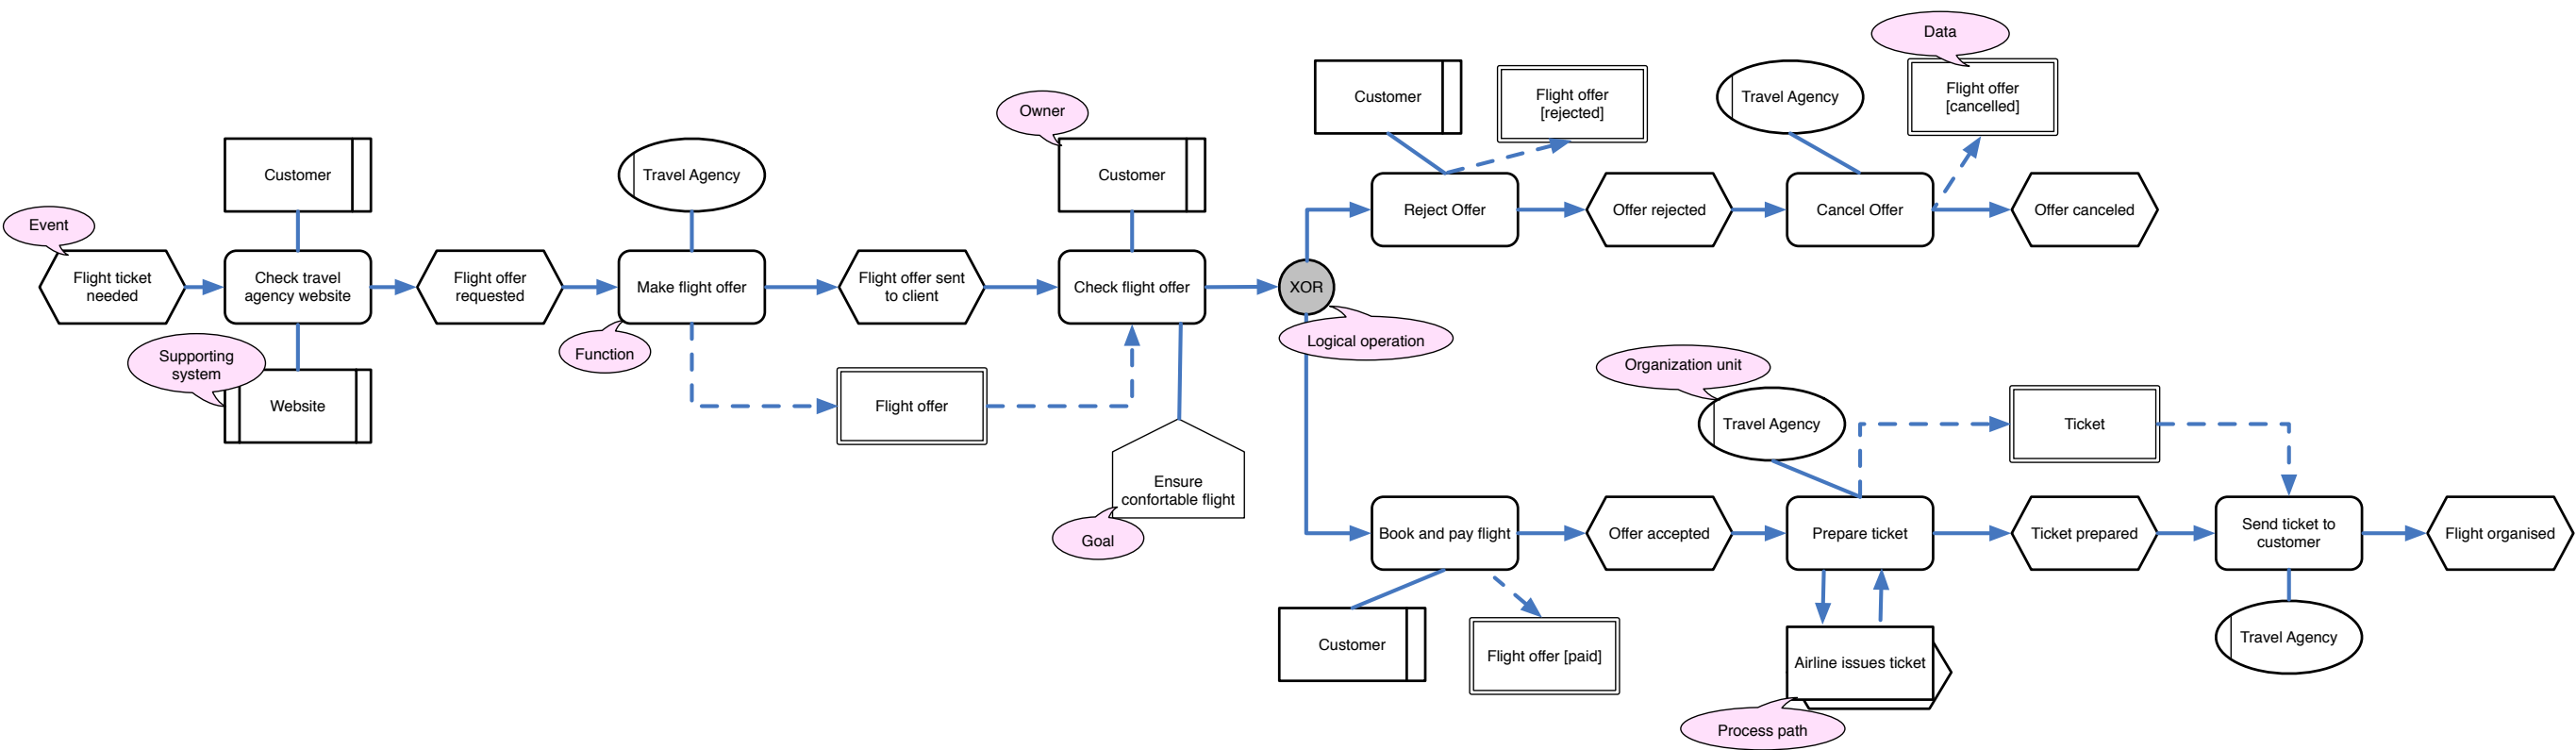 Data
Customer
Flight offer
[rejected]
Travel Agency
Flight offer
[cancelled]
Owner
Customer
Travel Agency
Customer
Event
Reject Offer
Offer rejected
Cancel Offer
Offer canceled
Flight ticket
needed
Check travel
agency website
Flight offer
requested
Make flight offer
Flight offer sent
to client
Check flight offer
XOR
Logical operation
Supporting
system
Function
Website
Flight offer
Organization unit
Travel Agency
Ticket
Ensure
confortable flight
Goal
Book and pay flight
Offer accepted
Prepare ticket
Ticket prepared
Send ticket to
customer
Flight organised
Customer
Flight offer [paid]
Airline issues ticket
Travel Agency
Process path